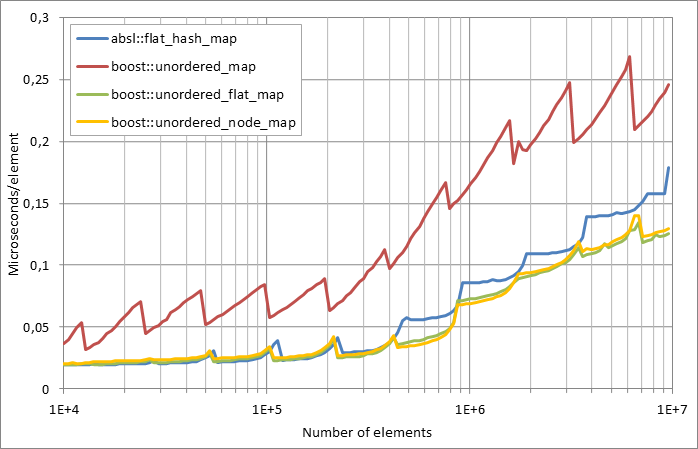 0,3
0,25
0,2
0,15
0,1
0,05
0
Microseconds/element
absl::flat_hash_map
boost::unordered_map
boost::unordered_flat_map
boost::unordered_node_map
1E+4 1E+5 1E+6 1E+7
Number of elements